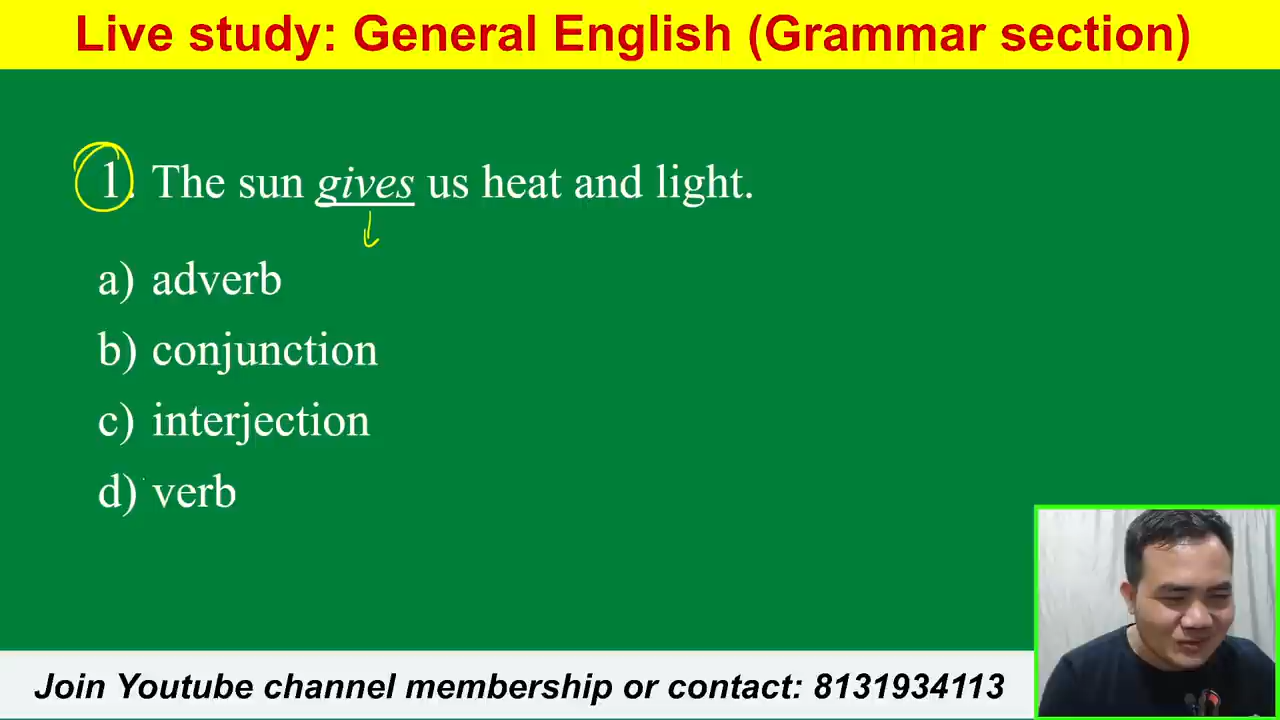 Live study: General English (Grammar section)
1. The sun gives us heat and light.
a) adverb
b) conjunction
c) interjection
d) verb
Join Youtube channel membership or contact: 8131934113